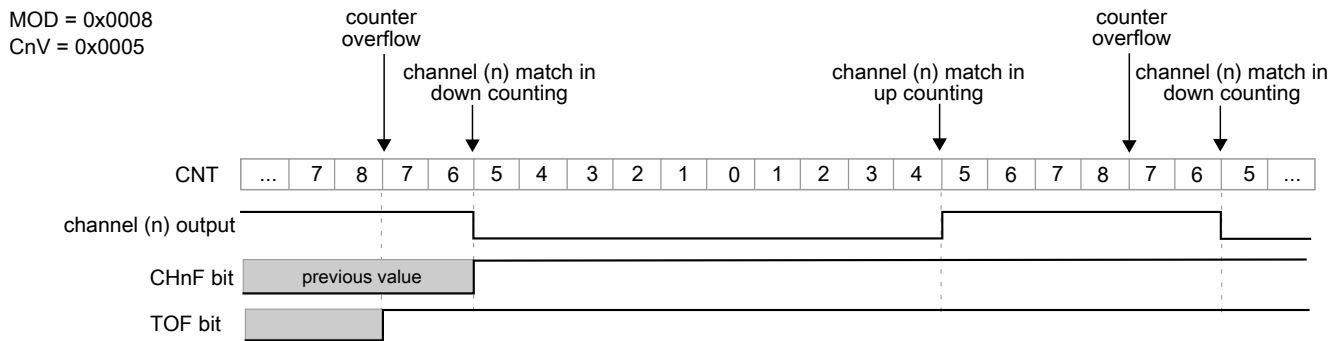 MOD = 0x0008
CnV = 0x0005
counter
overflow
channel (n) match in
down counting
channel (n) match in
up counting
counter
overflow
channel (n) match in
down counting
CNT ... 7 8 7 6 5 4 3 2 1 0 1 2 3 4 5 6 7 8 7 6 5 ...
channel (n) output
CHnF bit previous value
TOF bit